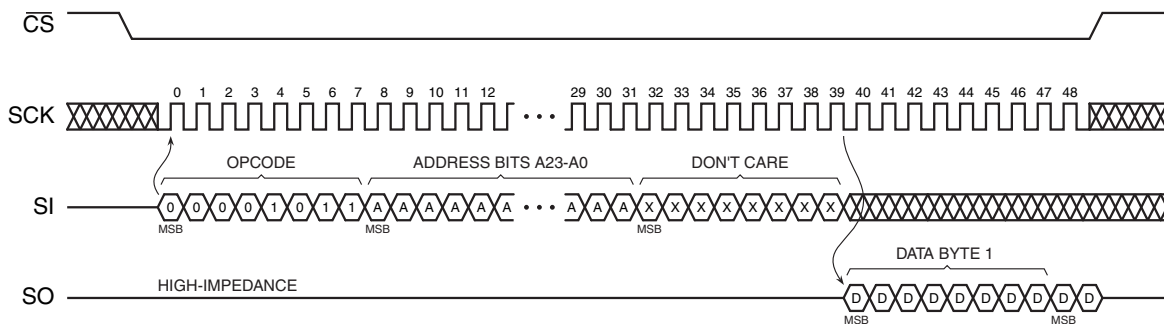 CS
0 1 2 3 4 5 6 7 8 9 10 11 12 29 30 31 32 33 34 35 36 37 38 39 40 41 42 43 44 45 46 47 48
SCK
OPCODE ADDRESS BITS A23-A0 DON'T CARE
SI 0 0 0 0 1 0 1 1 A A A A A A A A A X X X X X X X X
MSB MSB MSB
DATA BYTE 1
HIGH-IMPEDANCE
SO D D D D D D D D D D
MSB MSB